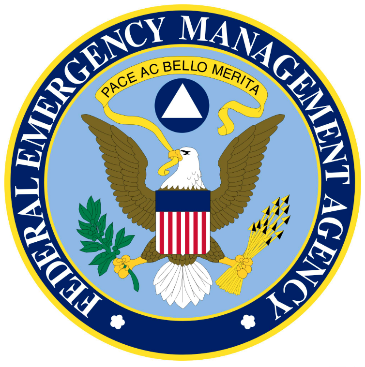 FEDERAL EMERGENCY MANAGEMENT AGENCY
PACE AC BELLO MERITA